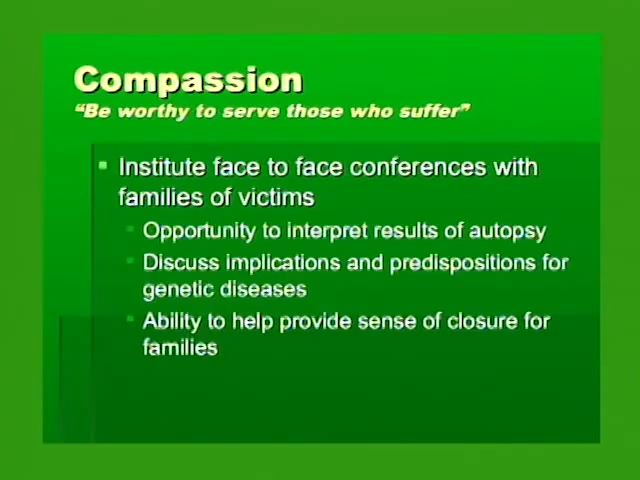 Compassion
“Be worthy to serve those who suffer”
Institute face to face conferences with
families of victims
Opportunity to interpret results of autopsy
Discuss implications and predispositions for
genetic diseases
Ability to help provide sense of closure for
families